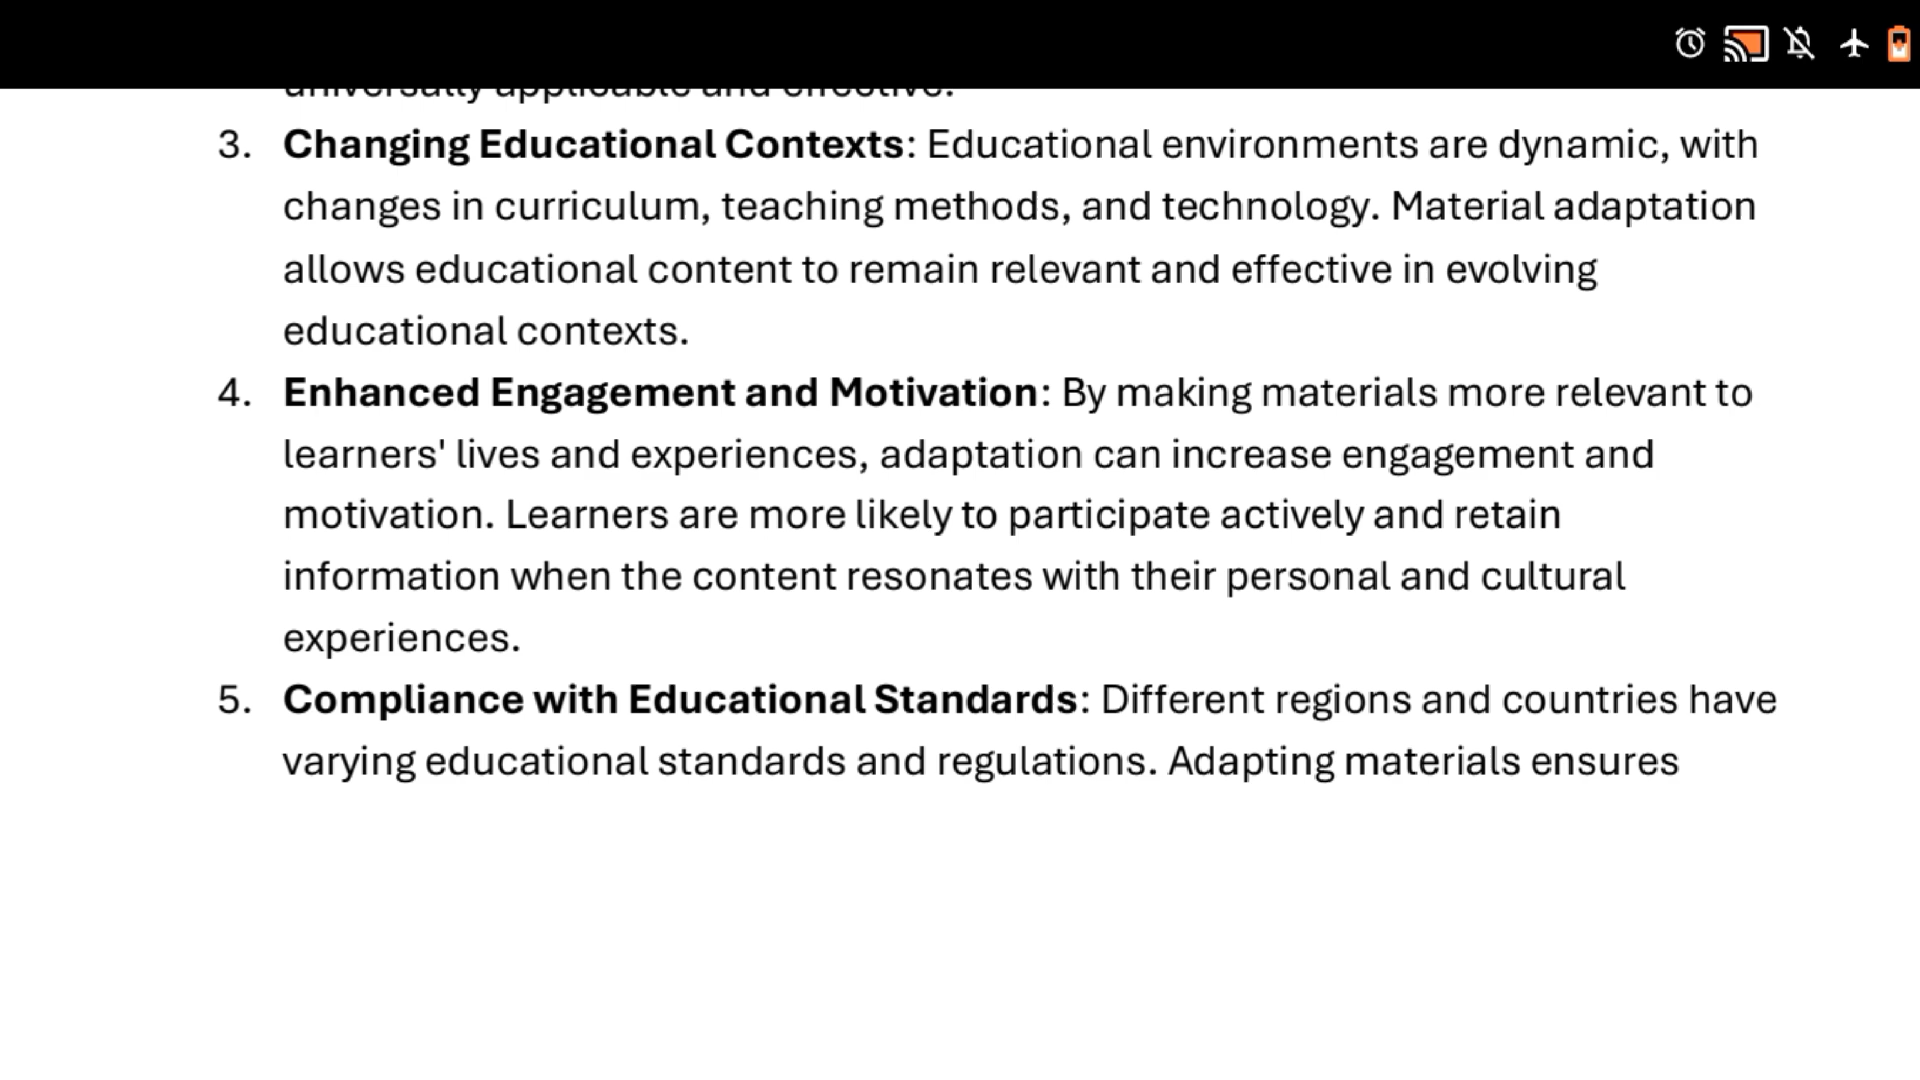 universally applicable and effective.
3. Changing Educational Contexts: Educational environments are dynamic, with
changes in curriculum, teaching methods, and technology. Material adaptation
allows educational content to remain relevant and effective in evolving
educational contexts.
4. Enhanced Engagement and Motivation: By making materials more relevant to
learners' lives and experiences, adaptation can increase engagement and
motivation. Learners are more likely to participate actively and retain
information when the content resonates with their personal and cultural
experiences.
5. Compliance with Educational Standards: Different regions and countries have
varying educational standards and regulations. Adapting materials ensures